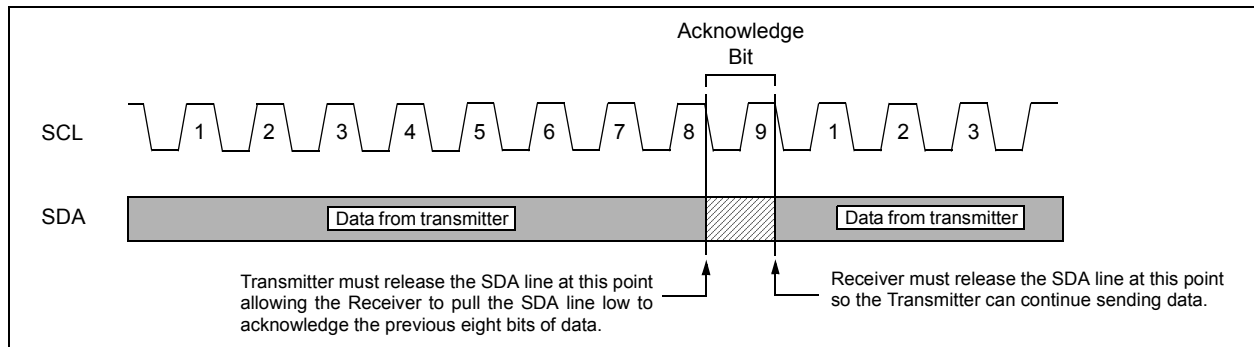 Acknowledge
Bit
SCL 1 2 3 4 5 6 7 8 9 1 2 3
SDA Data from transmitter Data from transmitter
Transmitter must release the SDA line at this point
allowing the Receiver to pull the SDA line low to
acknowledge the previous eight bits of data.
Receiver must release the SDA line at this point
so the Transmitter can continue sending data.